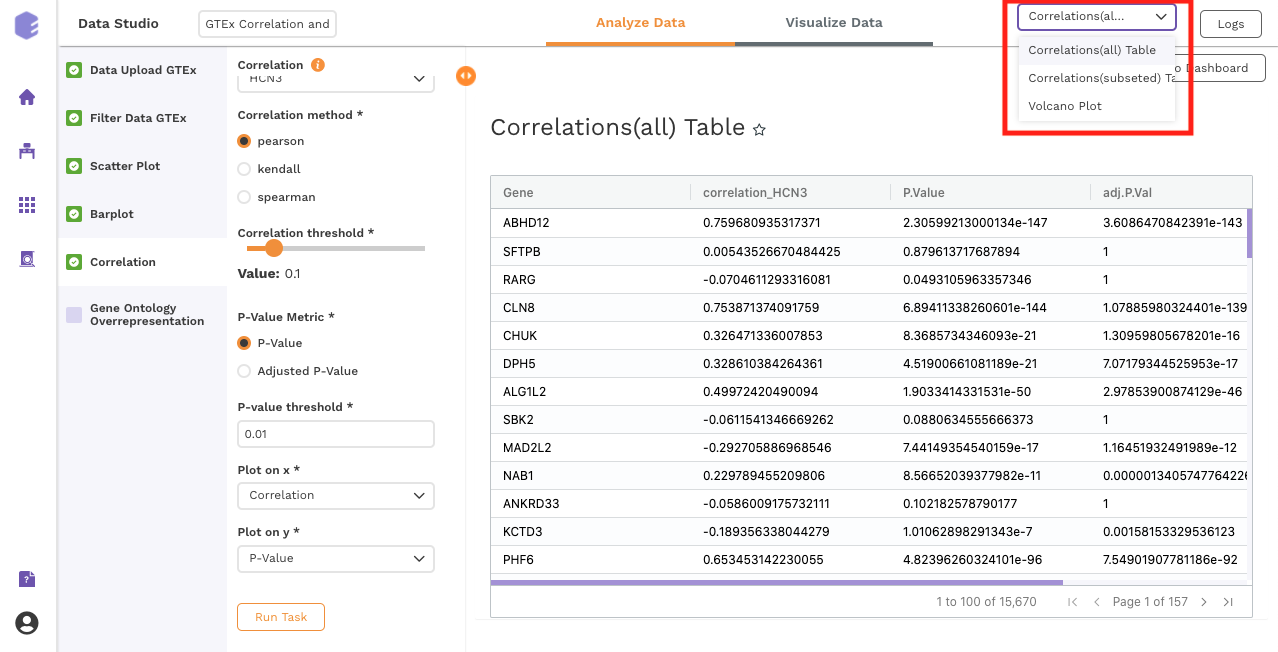 Data Studio
GTEx Correlation and
Analyze Data
Visualize Data
Correlations(al...
Logs
Correlations(all) Table
Correlations(subseted) Ta
Volcano Plot
o Dashboard
Data Upload GTEx
Filter Data GTEx
Scatter Plot
Barplot
Correlation
Gene Ontology
Overrepresentation
Correlation i
HCN3
Correlation method *
pearson
kendall
spearman
Correlation threshold *
Value: 0.1
P-Value Metric *
P-Value
Adjusted P-Value
P-value threshold *
0.01
Plot on x *
Correlation
Plot on y *
P-Value
Run Task
Correlations(all) Table
Gene correlation_HCN3 P.Value adj.P.Val
ABHD12 0.759680935317371 2.30599213000134e-147 3.6086470842391e-143
SFTPB 0.00543526670484425 0.879613717687894 1
RARG -0.0704611293316081 0.0493105963357346 1
CLN8 0.753871374091759 6.89411338260601e-144 1.07885980324401e-139
CHUK 0.326471336007853 8.3685734346093e-21 1.30959805678201e-16
DPH5 0.328610384264361 4.51900661081189e-21 7.07179344525953e-17
ALG1L2 0.49972420490094 1.9033414331531e-50 2.97853900874129e-46
SBK2 -0.0611541346669262 0.0880634555666373 1
MAD2L2 -0.292705886968546 7.44149354540159e-17 1.16451932491989e-12
NAB1 0.229789455209806 8.56652039377982e-11 0.0000013405747764226
ANKRD33 -0.0586009175732111 0.102182578790177 1
KCTD3 -0.189356338044279 1.01062898291343e-7 0.00158153329536123
PHF6 0.653453142230055 4.82396260324101e-96 7.54901907781186e-92
1 to 100 of 15,670 Page 1 of 157
?